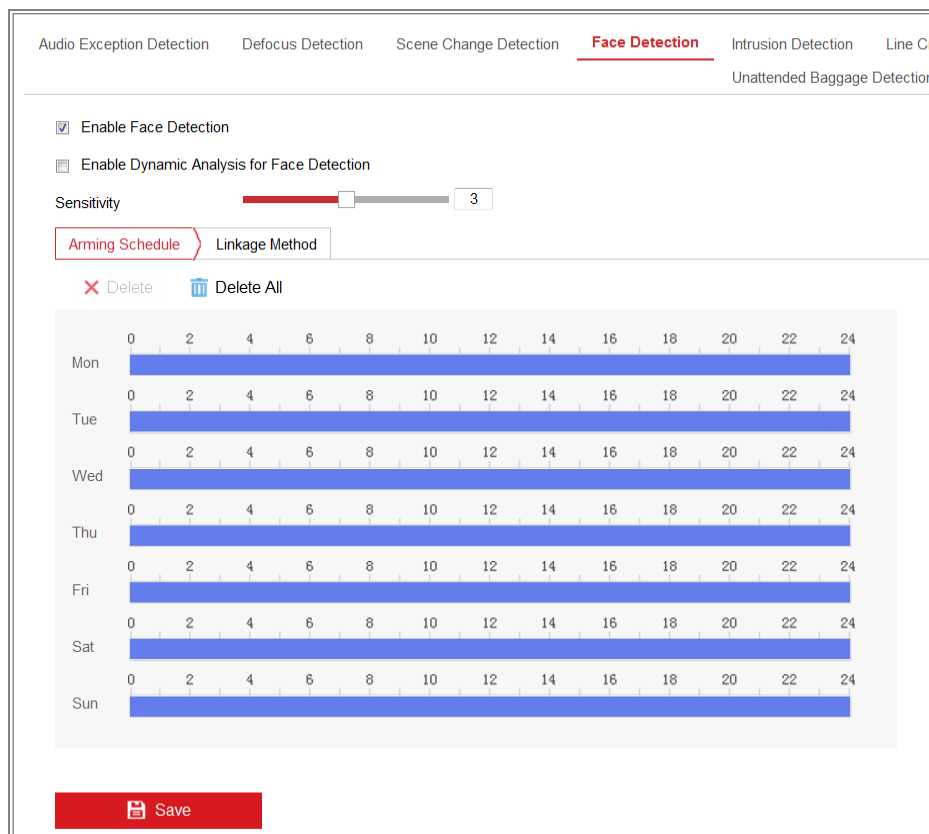 Audio Exception Detection Defocus Detection Scene Change Detection Face Detection Intrusion Detection Line C
Unattended Baggage Detection
Enable Face Detection
Enable Dynamic Analysis for Face Detection
Sensitivity 3
Arming Schedule Linkage Method
Delete Delete All
0 2 4 6 8 10 12 14 16 18 20 22 24
Mon
0 2 4 6 8 10 12 14 16 18 20 22 24
Tue
0 2 4 6 8 10 12 14 16 18 20 22 24
Wed
0 2 4 6 8 10 12 14 16 18 20 22 24
Thu
0 2 4 6 8 10 12 14 16 18 20 22 24
Fri
0 2 4 6 8 10 12 14 16 18 20 22 24
Sat
0 2 4 6 8 10 12 14 16 18 20 22 24
Sun
Save